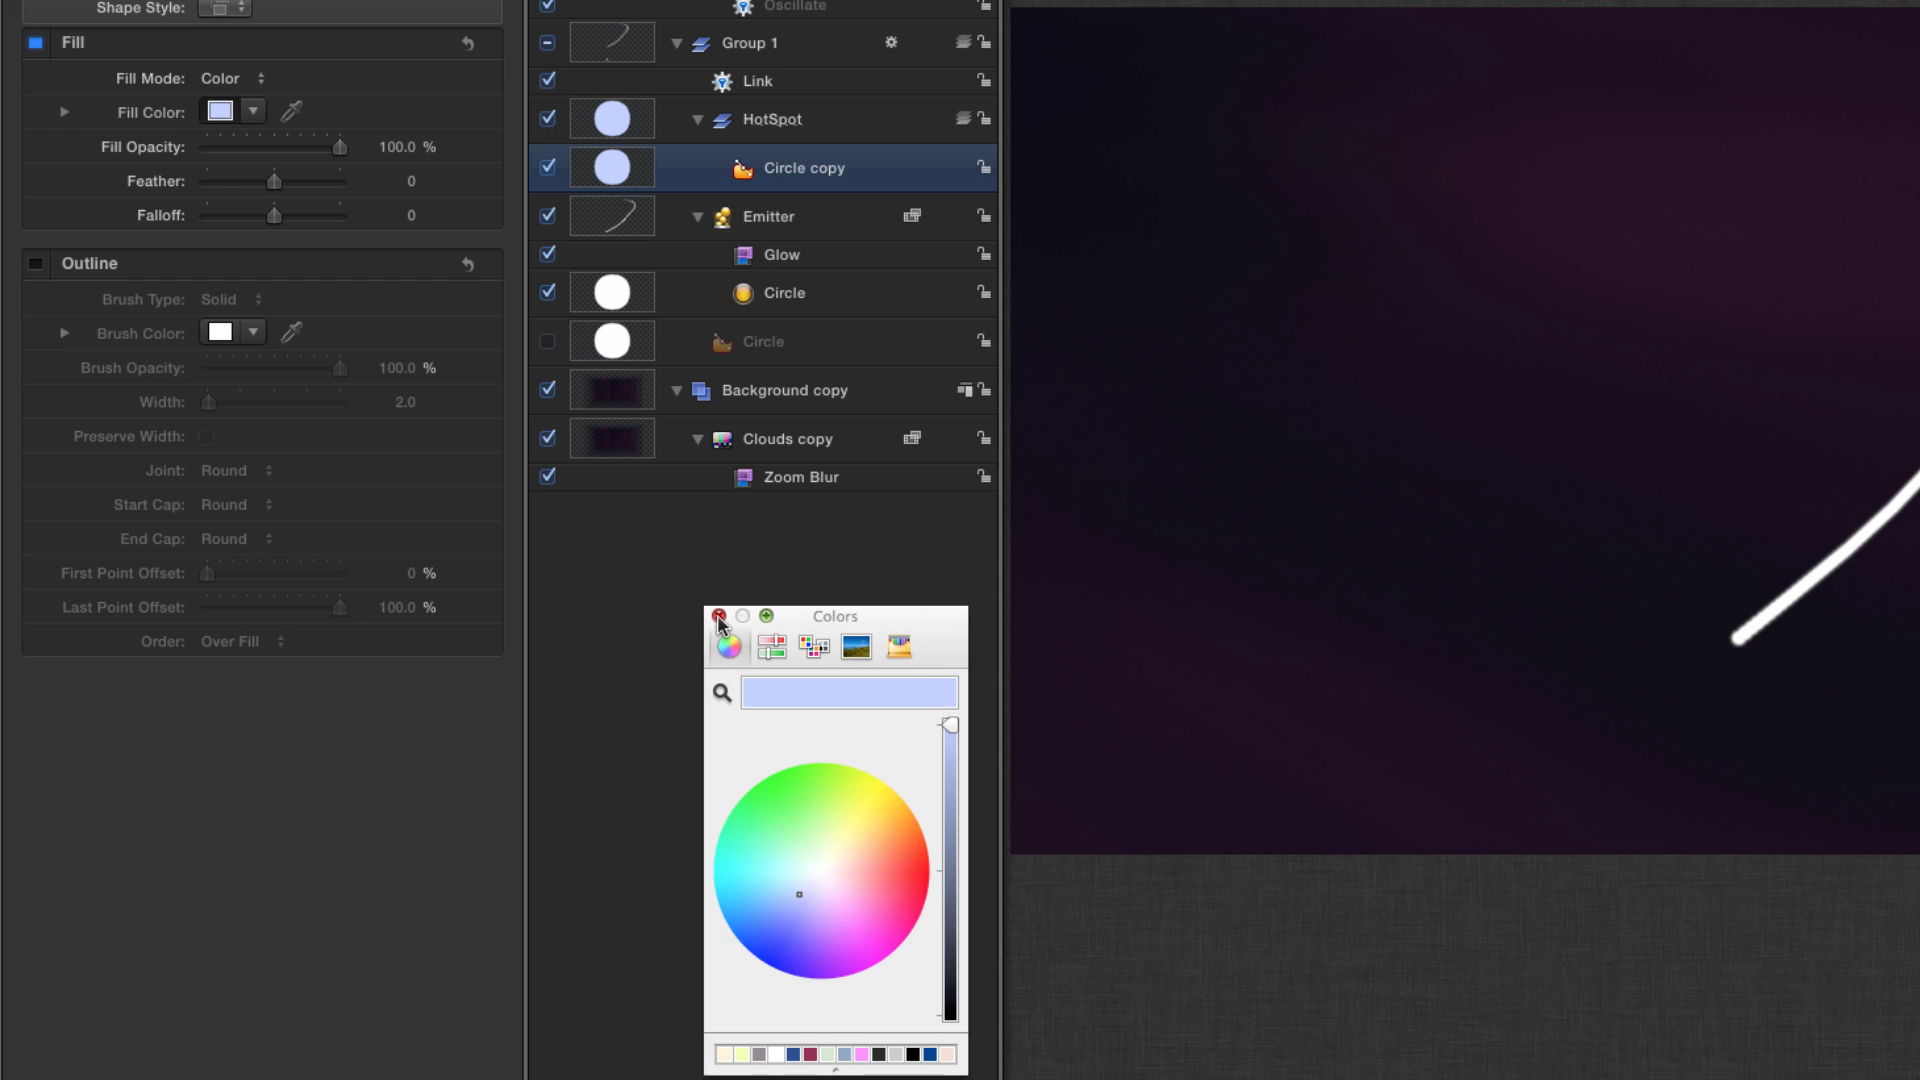 Shape Style:
Fill
Fill Mode: Color
Fill Color:
Fill Opacity: 100.0 %
Feather: 0
Falloff: 0
Outline
Brush Type: Solid
Brush Color:
Brush Opacity: 100.0 %
Width: 2.0
Preserve Width:
Joint: Round
Start Cap: Round
End Cap: Round
First Point Offset: 0 %
Last Point Offset: 100.0 %
Order: Over Fill
Oscillate
Group 1
Link
HotSpot
Circle copy
Emitter
Glow
Circle
Circle
Background copy
Clouds copy
Zoom Blur
Colors